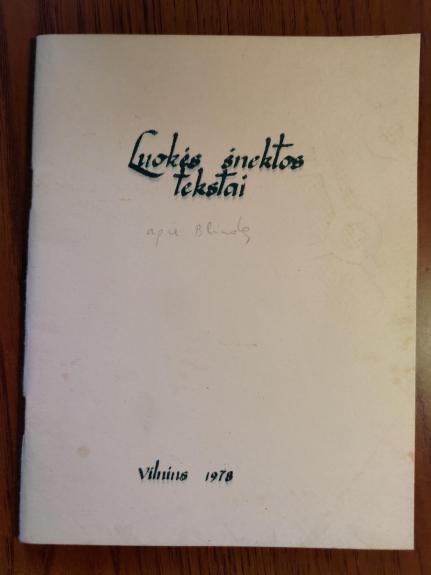 Luokės šnektos
tekstai
apie Blindą
Vilnius 1978